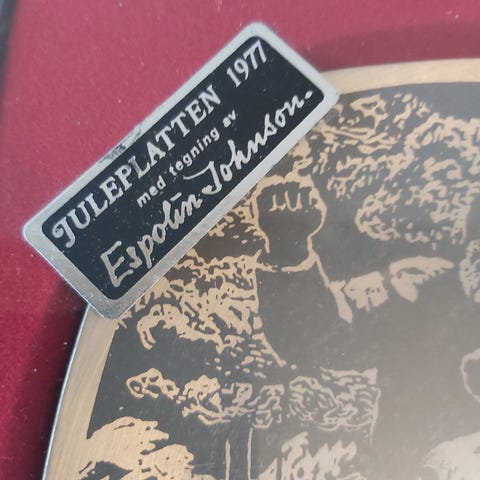 JULEPLATTEN 1977
med tegning av
Espolin Johnson.